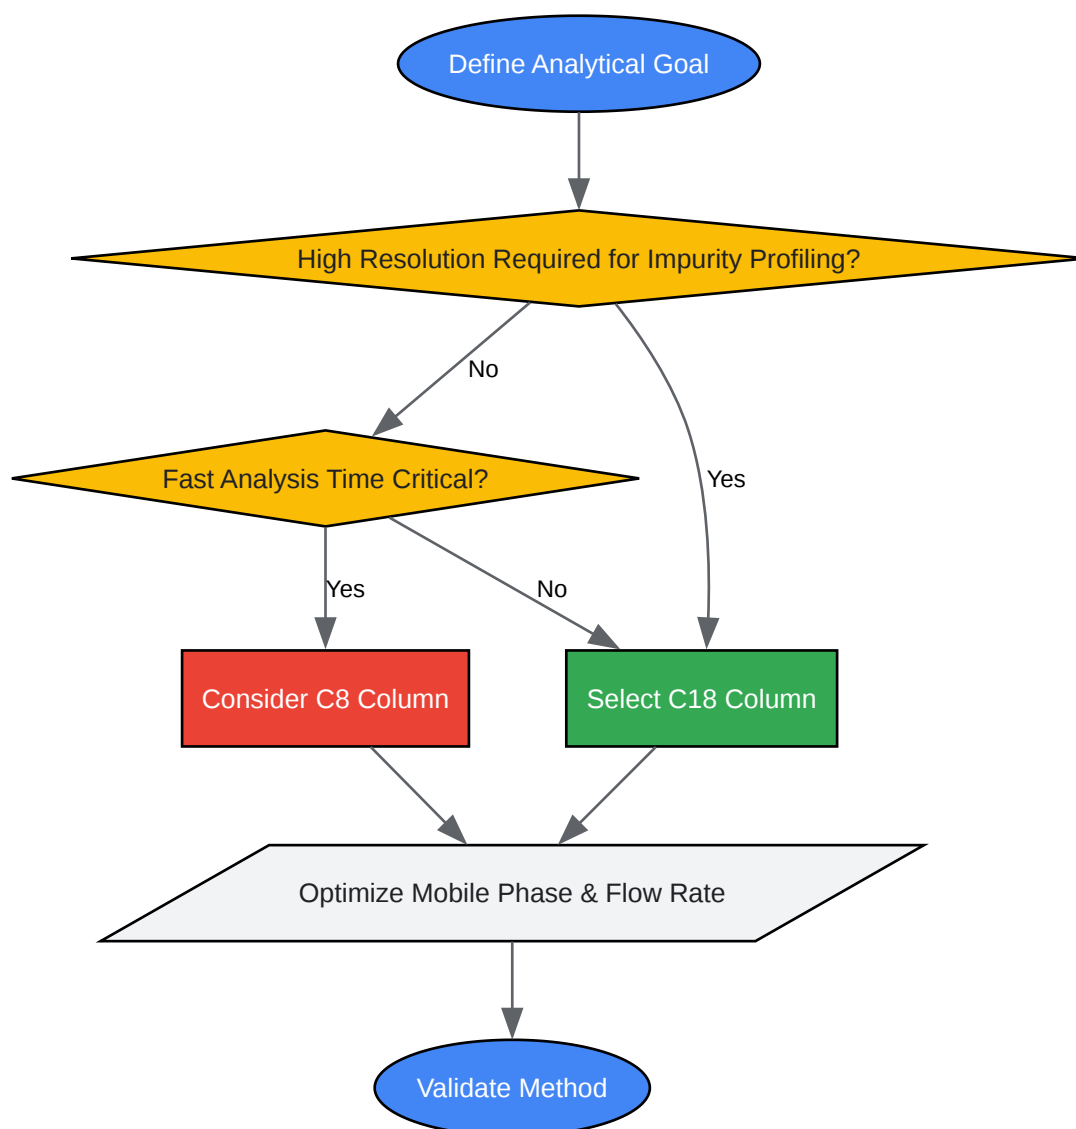 Define Analytical Goal
High Resolution Required for Impurity Profiling?
No
Fast Analysis Time Critical?
Yes
Yes
No
Consider C8 Column
Select C18 Column
Optimize Mobile Phase & Flow Rate
Validate Method